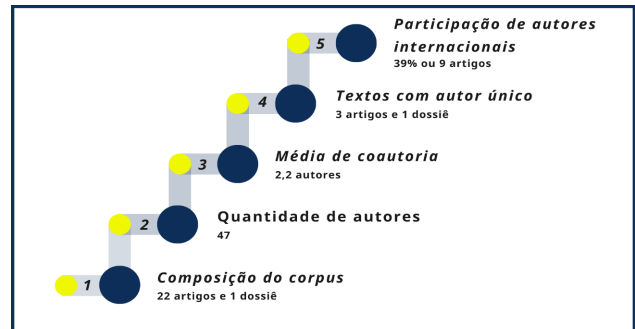 5
Participação de autores
internacionais
39% ou 9 artigos
4
Textos com autor único
3 artigos e 1 dossiê
3
Média de coautoria
2,2 autores
2
Quantidade de autores
47
1
Composição do corpus
22 artigos e 1 dossiê